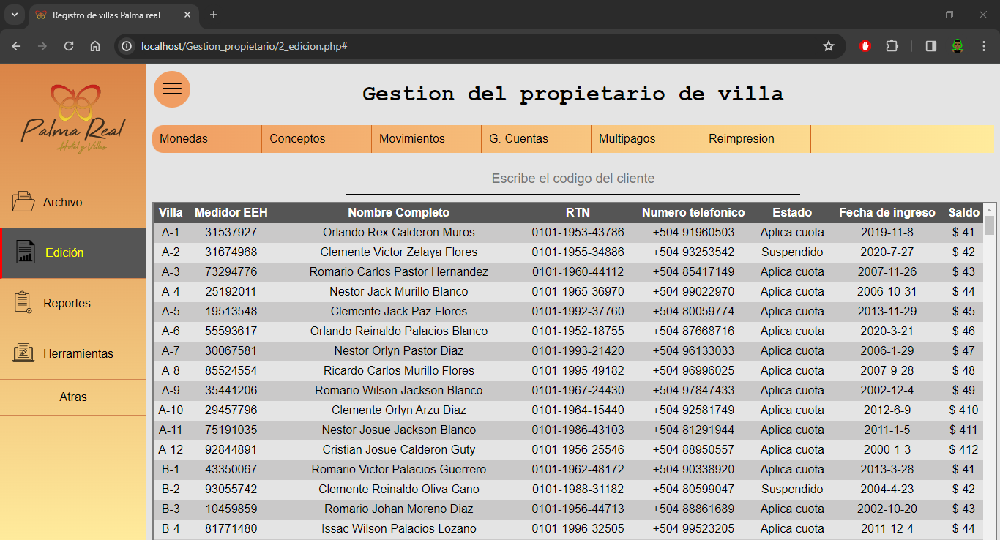 Registro de villas Palma real
localhost/Gestion_propietario/2_edicion.php#
Palma Real
Hotel y Villas
Gestion del propietario de villa
Monedas Conceptos Movimientos G. Cuentas Multipagos Reimpresion
Escribe el codigo del cliente
Archivo
Edición
Reportes
Herramientas
Atras
Villa Medidor EEH Nombre Completo RTN Numero telefonico Estado Fecha de ingreso Saldo
A-1 31537927 Orlando Rex Calderon Muros 0101-1953-43786 +504 91960503 Aplica cuota 2019-11-8 $ 41
A-2 31674968 Clemente Victor Zelaya Flores 0101-1955-34886 +504 93253542 Suspendido 2020-7-27 $ 42
A-3 73294776 Romario Carlos Pastor Hernandez 0101-1960-44112 +504 85417149 Aplica cuota 2007-11-26 $ 43
A-4 25192011 Nestor Jack Murillo Blanco 0101-1965-36970 +504 99022970 Aplica cuota 2006-10-31 $ 44
A-5 19513548 Clemente Jack Paz Flores 0101-1992-37760 +504 80059774 Aplica cuota 2013-11-29 $ 45
A-6 55593617 Orlando Reinaldo Palacios Blanco 0101-1952-18755 +504 87668716 Aplica cuota 2020-3-21 $ 46
A-7 30067581 Nestor Orlyn Pastor Diaz 0101-1993-21420 +504 96133033 Aplica cuota 2006-1-29 $ 47
A-8 85524554 Ricardo Carlos Murillo Flores 0101-1995-49182 +504 96996025 Aplica cuota 2007-9-28 $ 48
A-9 35441206 Romario Wilson Jackson Blanco 0101-1967-24430 +504 97847433 Aplica cuota 2002-12-4 $ 49
A-10 29457796 Clemente Orlyn Arzu Diaz 0101-1964-15440 +504 92581749 Aplica cuota 2012-6-9 $ 410
A-11 75191035 Nestor Josue Jackson Blanco 0101-1986-43103 +504 81291944 Aplica cuota 2011-1-5 $ 411
A-12 92844891 Cristian Josue Calderon Guty 0101-1956-25546 +504 88950557 Aplica cuota 2000-1-3 $ 412
B-1 43350067 Romario Victor Palacios Guerrero 0101-1962-48172 +504 90338920 Aplica cuota 2013-3-28 $ 41
B-2 93055742 Clemente Reinaldo Oliva Cano 0101-1988-31182 +504 80599047 Suspendido 2004-4-23 $ 42
B-3 10459859 Romario Johan Moreno Diaz 0101-1956-44713 +504 88861689 Aplica cuota 2002-10-20 $ 43
B-4 81771480 Issac Wilson Palacios Lozano 0101-1996-32505 +504 99523205 Aplica cuota 2011-12-4 $ 44